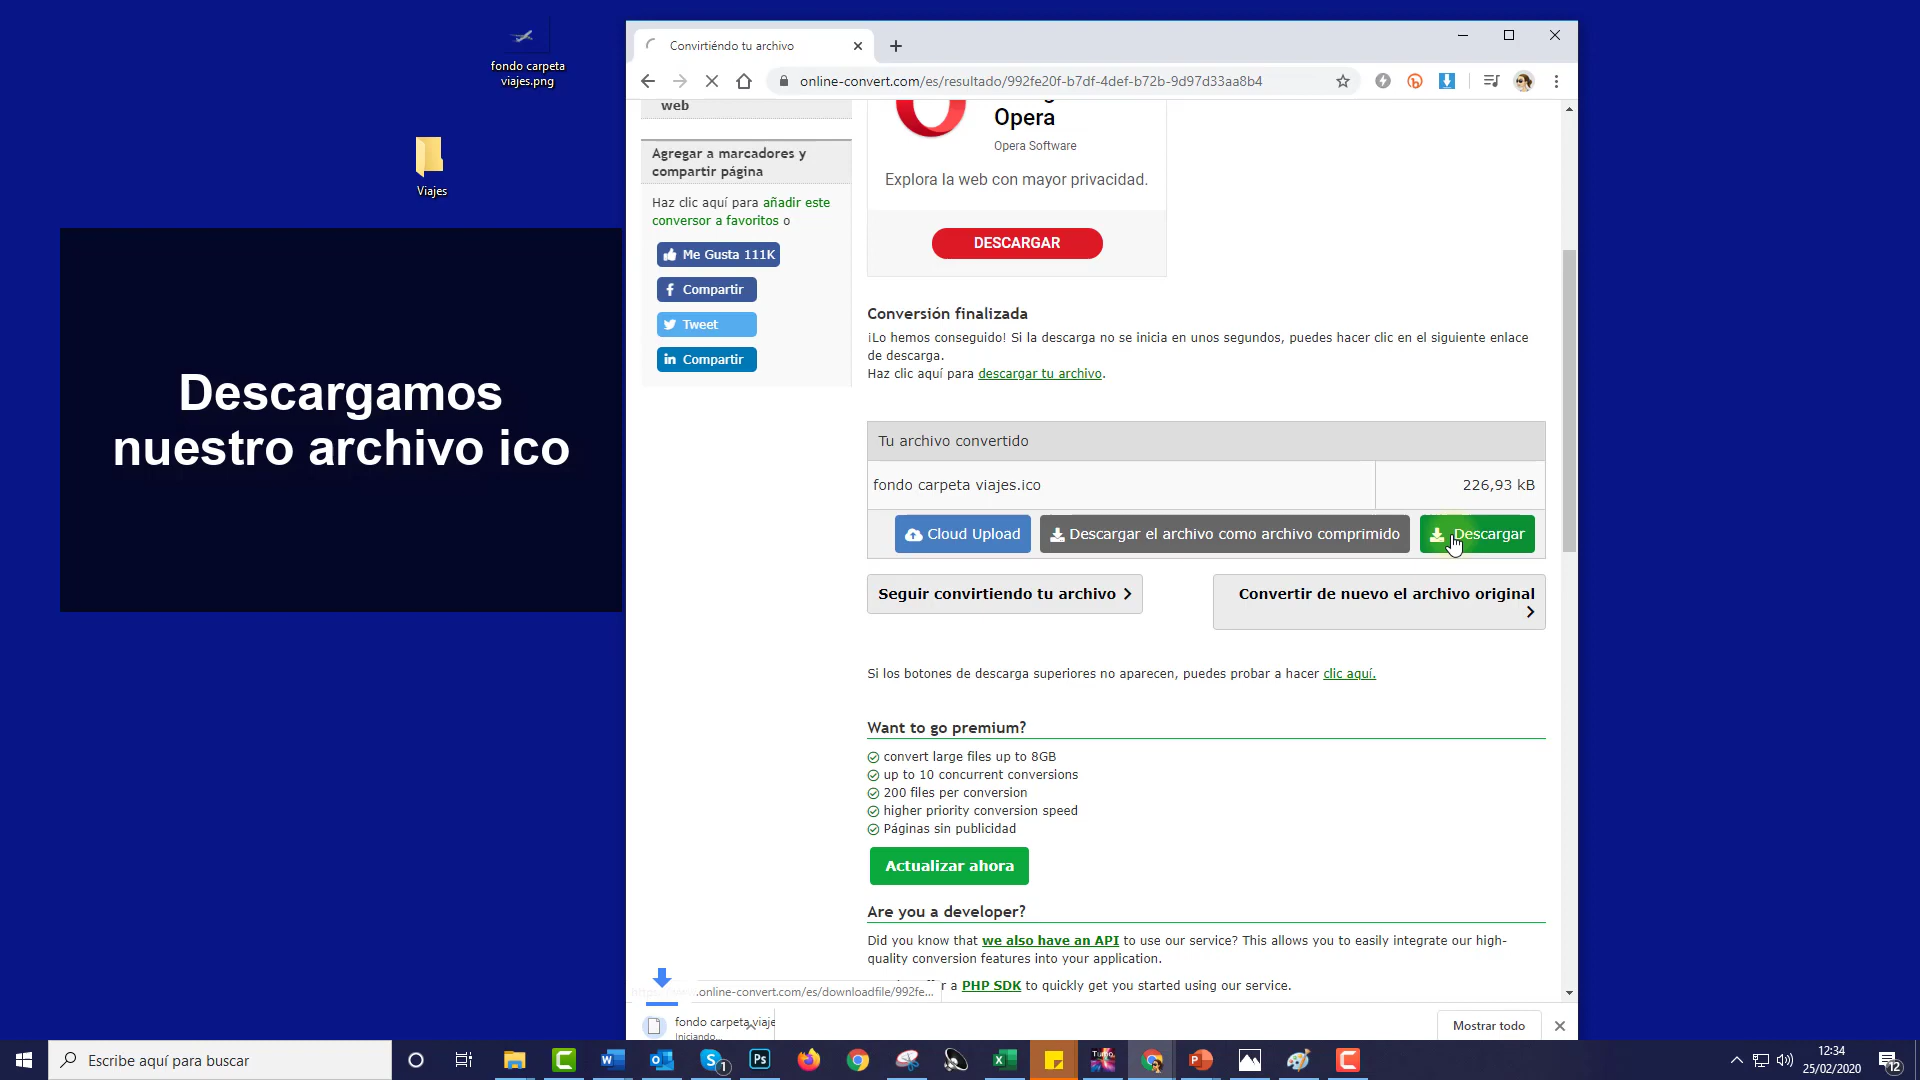 fondo carpeta
viajes.png
Viajes
Descargamos
nuestro archivo ico
Convirtiéndo tu archivo
online-convert.com/es/resultado/992fe20f-b7df-4def-b72b-9d97d33aa8b4
web
Agregar a marcadores y
compartir página
Haz clic aquí para añadir este
conversor a favoritos o
Me Gusta 111K
Compartir
Tweet
Compartir
Opera
Opera Software
Explora la web con mayor privacidad.
DESCARGAR
Conversión finalizada
¡Lo hemos conseguido! Si la descarga no se inicia en unos segundos, puedes hacer clic en el siguiente enlace
de descarga.
Haz clic aquí para descargar tu archivo.
Tu archivo convertido
fondo carpeta viajes.ico 226,93 kB
Cloud Upload Descargar el archivo como archivo comprimido Descargar
Seguir convirtiendo tu archivo
Convertir de nuevo el archivo original
Si los botones de descarga superiores no aparecen, puedes probar a hacer clic aquí.
Want to go premium?
convert large files up to 8GB
up to 10 concurrent conversions
200 files per conversion
higher priority conversion speed
Páginas sin publicidad
Actualizar ahora
Are you a developer?
Did you know that we also have an API to use our service? This allows you to easily integrate our high-
quality conversion features into your application.
a PHP SDK to quickly get you started using our service.
.online-convert.com/es/downloadfile/992fe...
fondo carpeta viaje
Iniciando...
Mostrar todo
Escribe aquí para buscar
12:34
25/02/2020
12